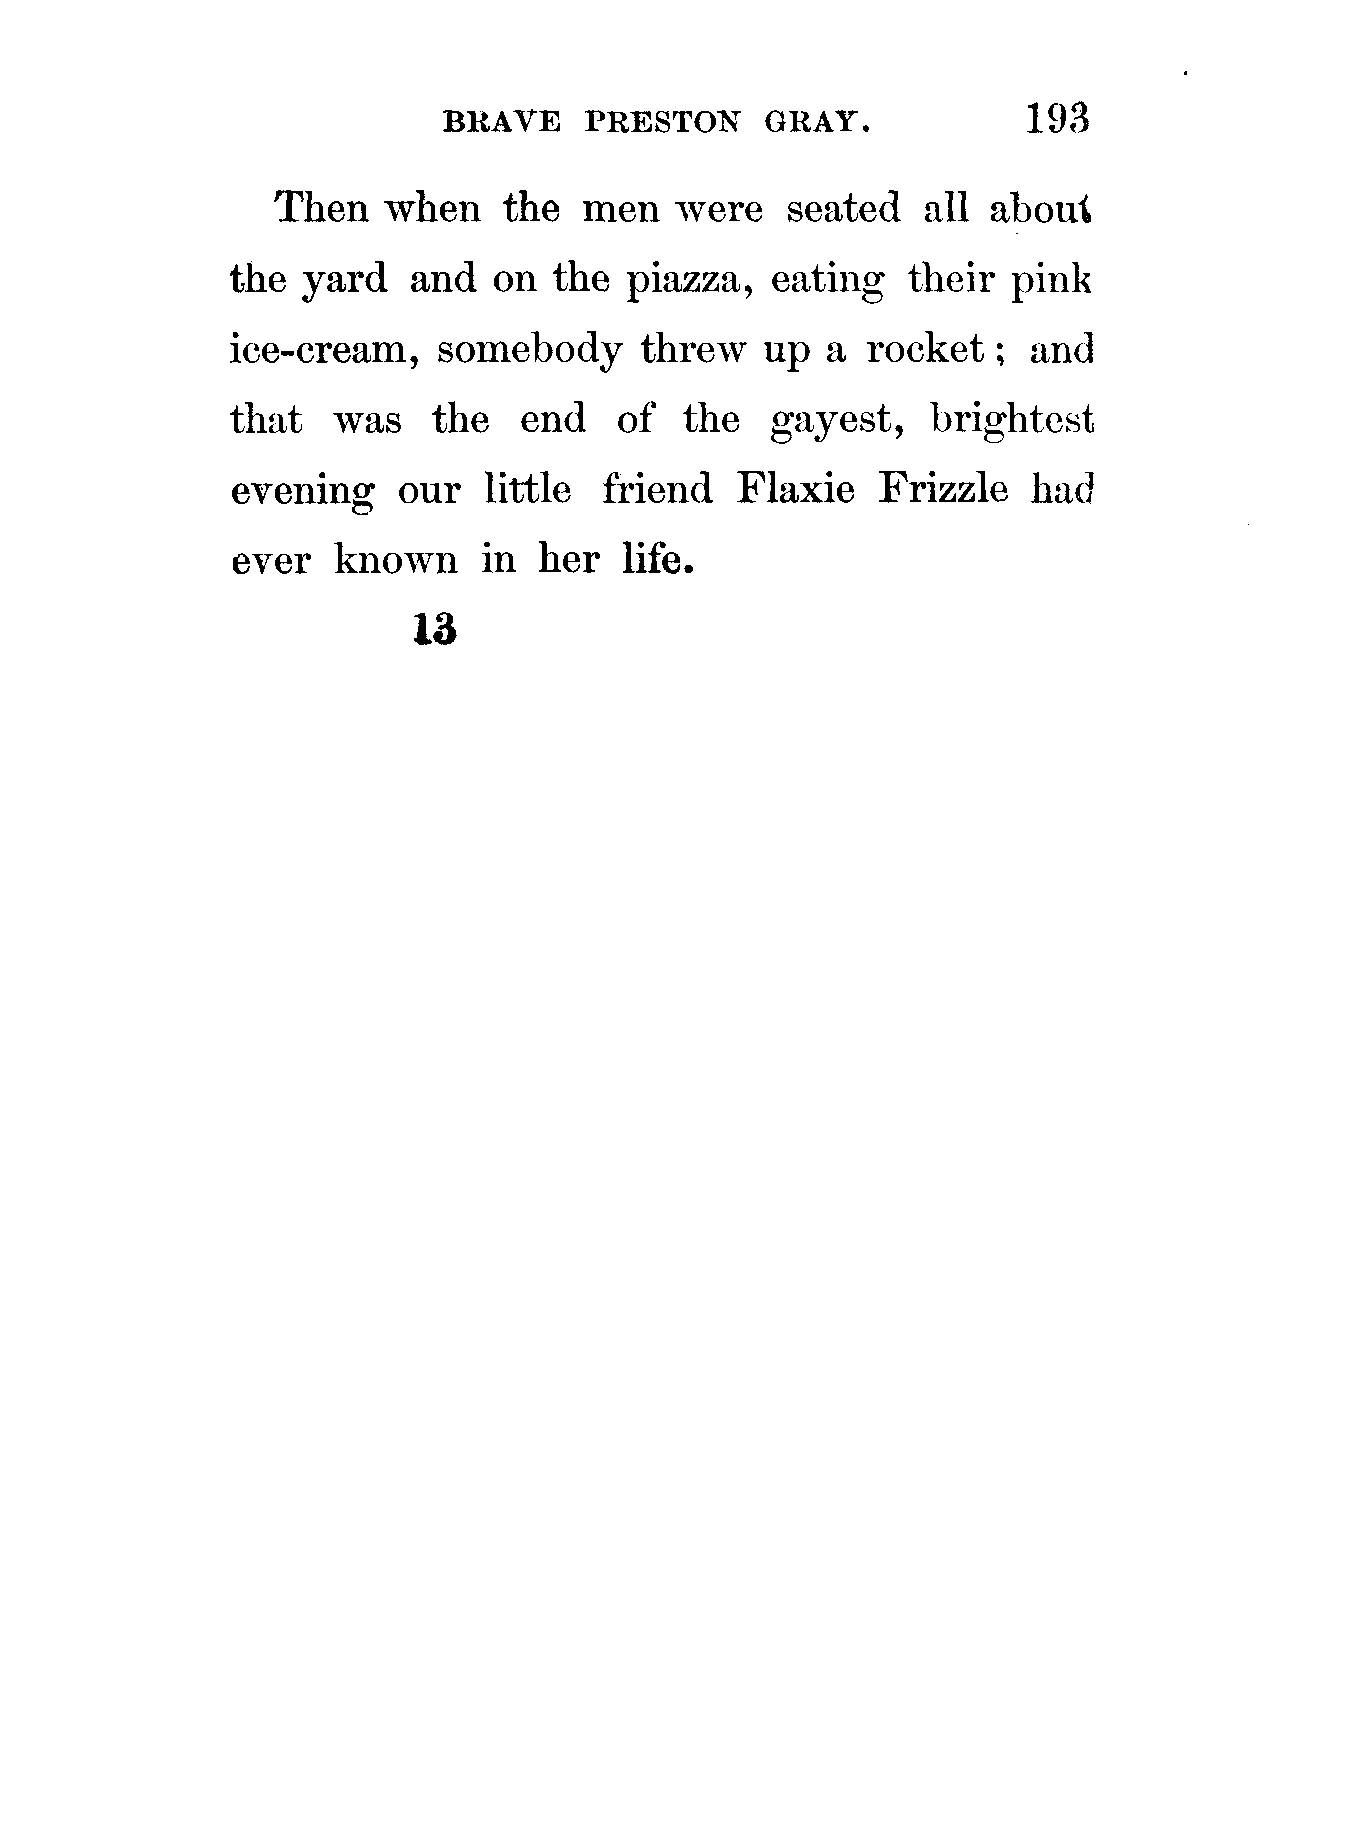 BRAVE PRESTON GRAY. 193
Then when the men were seated all about
the yard and on the piazza, eating their pink
ice-cream, somebody threw up a rocket; and
that was the end of the gayest, brightest
evening our little friend Flaxie Frizzle had
ever known in her life.
13